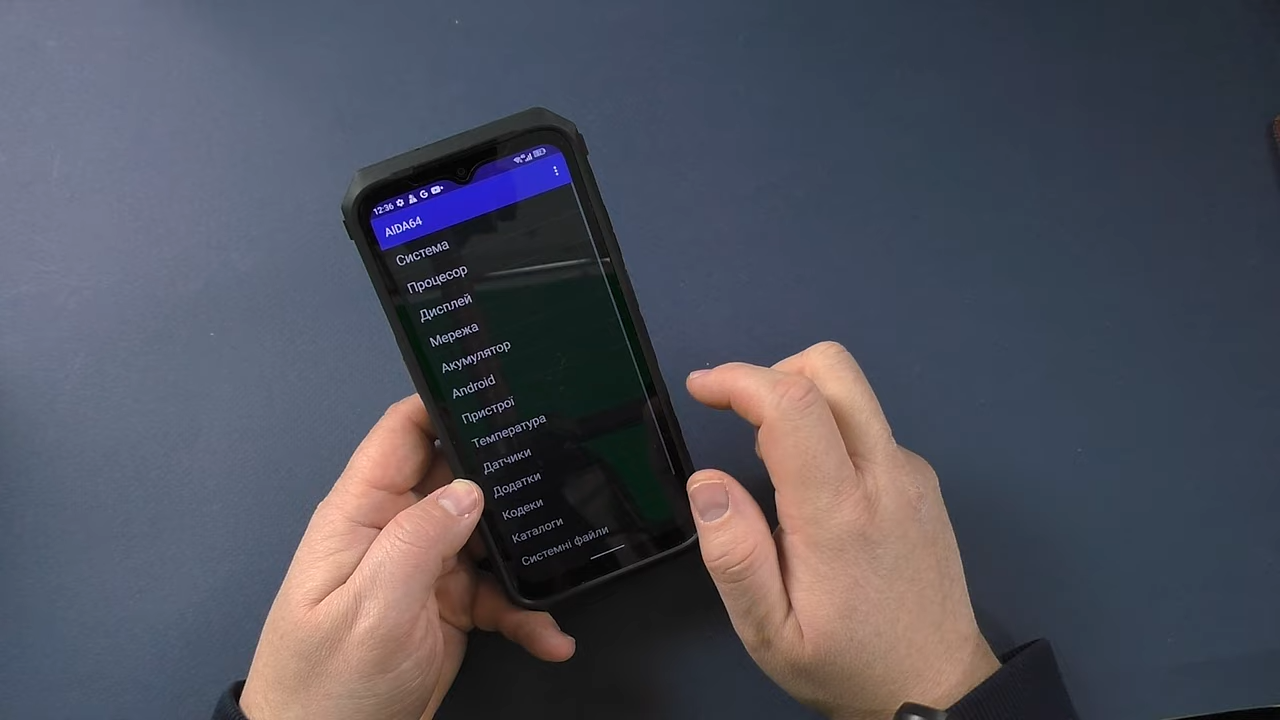 12:36
AIDA64
Система
Процесор
Дисплей
Мережа
Акумулятор
Android
Пристрої
Температура
Датчики
Додатки
Кодеки
Каталоги
Системні файли